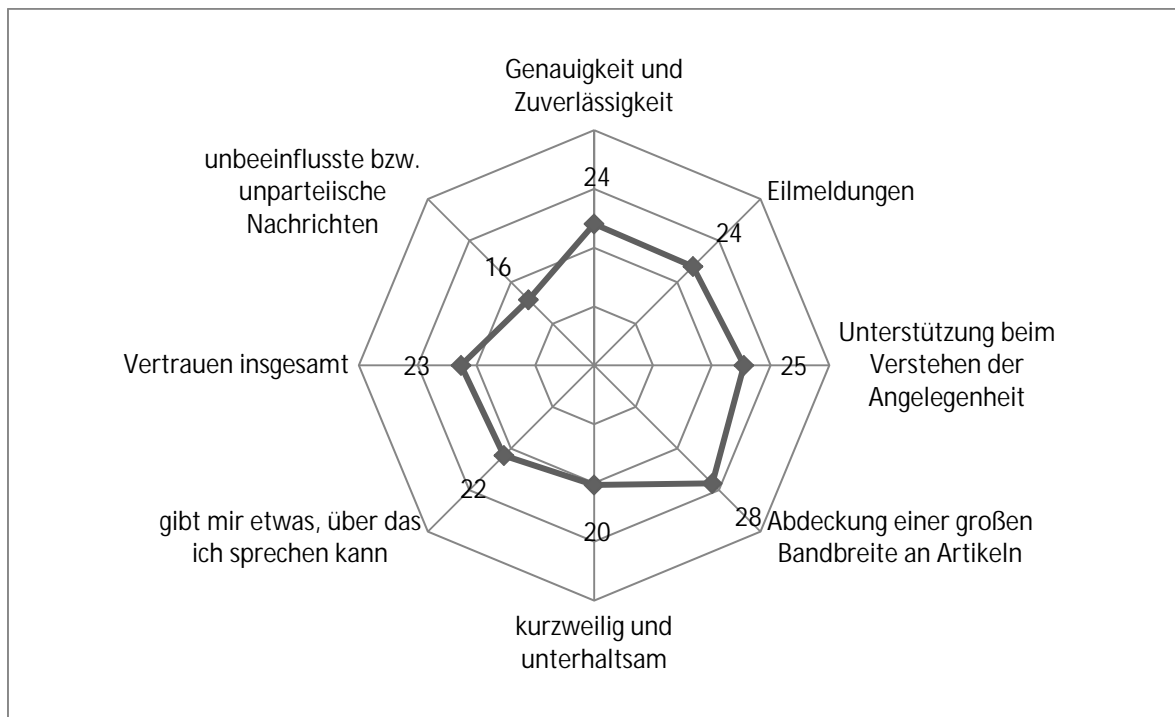 Genauigkeit und
Zuverlässigkeit
24
Eilmeldungen
24
Unterstützung beim
Verstehen der
Angelegenheit
25
Abdeckung einer großen
Bandbreite an Artikeln
28
kurzweilig und
unterhaltsam
20
gibt mir etwas, über das
ich sprechen kann
22
Vertrauen insgesamt
23
unbeeinflusste bzw.
unparteiische
Nachrichten
16